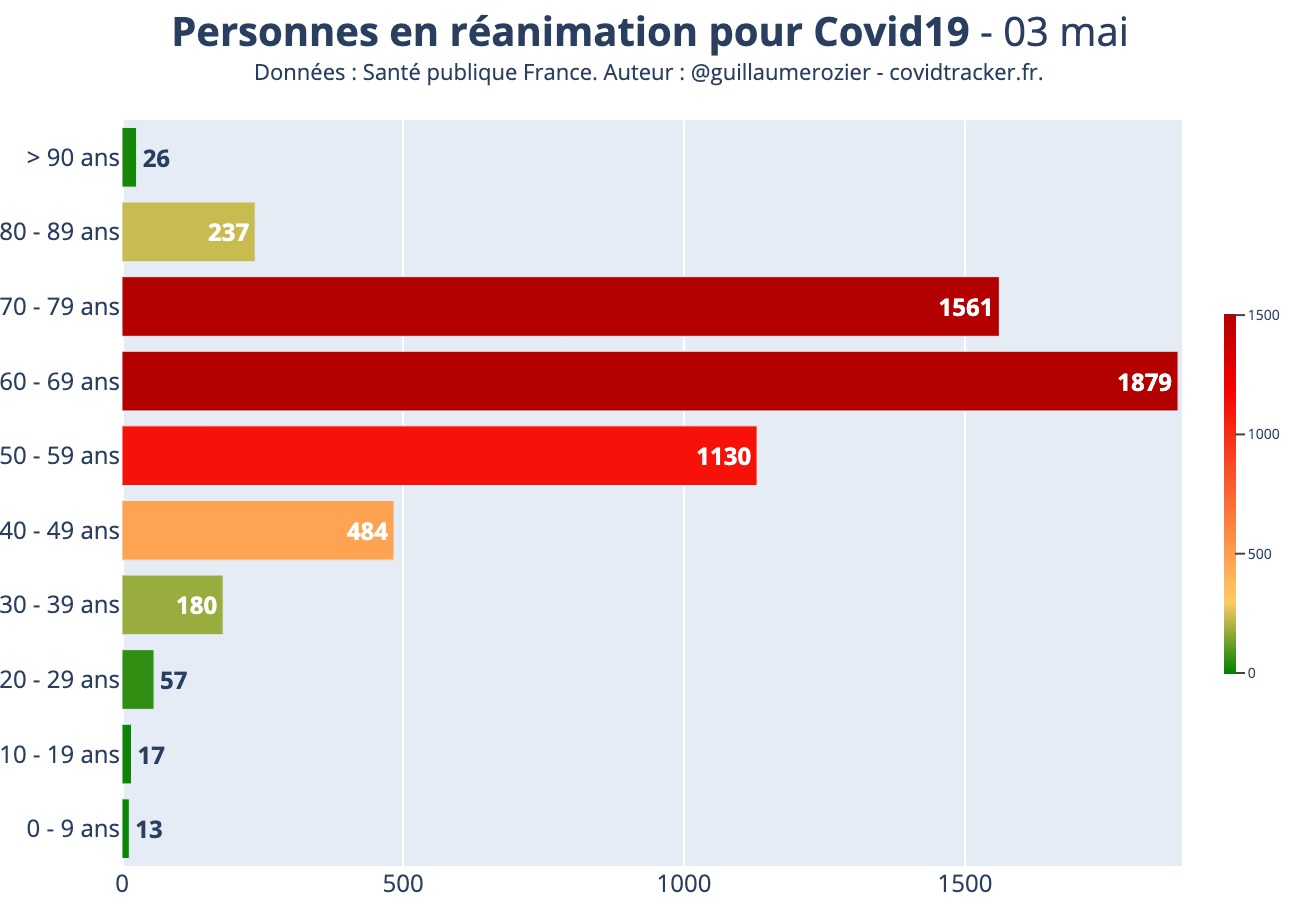 Personnes en réanimation pour Covid19 - 03 mai
Données : Santé publique France. Auteur : @guillaumerozier - covidtracker.fr.
> 90 ans 26
80 - 89 ans 237
70 - 79 ans 1561
60 - 69 ans 1879
50 - 59 ans 1130
40 - 49 ans 484
30 - 39 ans 180
20 - 29 ans 57
10 - 19 ans 17
0 - 9 ans 13
0 500 1000 1500
1500
1000
500
0